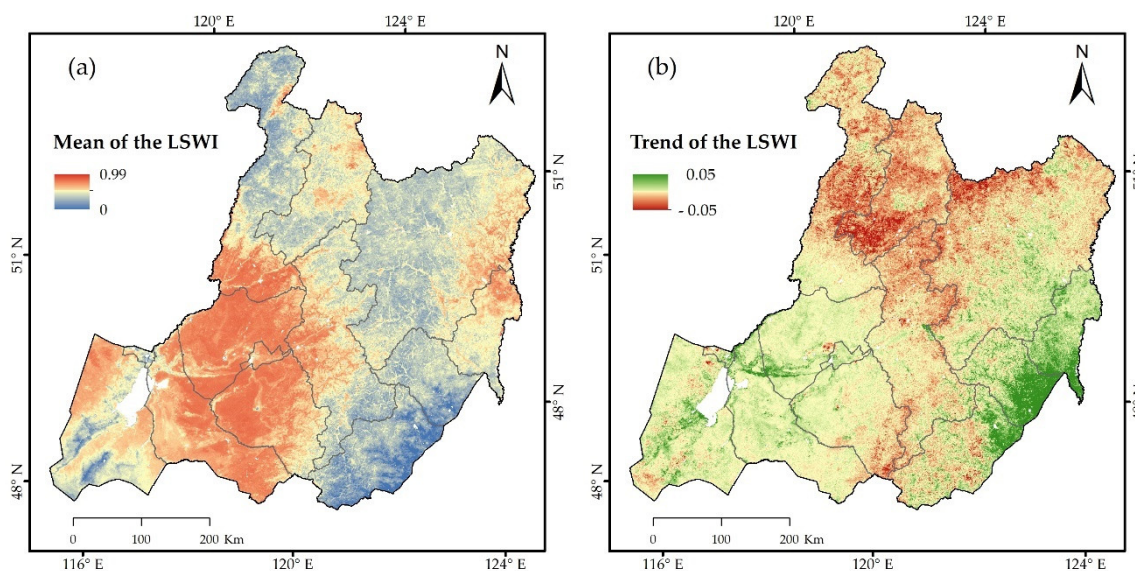 120° E 124° E
(a)
N
Mean of the LSWI
0.99
0
51° N
51° N
48° N
48° N
0 100 200 Km
116° E 120° E 124° E
120° E 124° E
(b)
N
Trend of the LSWI
0.05
- 0.05
51° N
51° N
48° N
0 100 200 Km
116° E 120° E 124° E